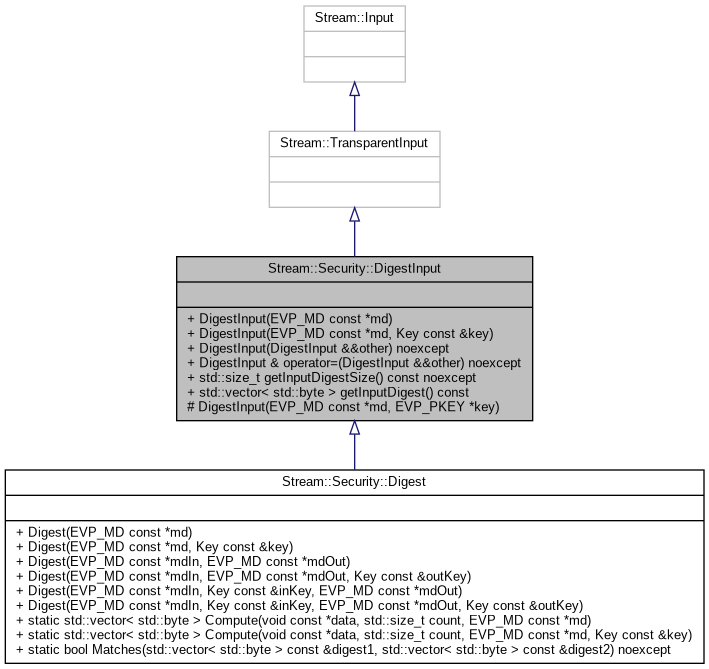 Stream::Input
Stream::TransparentInput
Stream::Security::DigestInput
+ DigestInput(EVP_MD const *md)
+ DigestInput(EVP_MD const *md, Key const &key)
+ DigestInput(DigestInput &&other) noexcept
+ DigestInput & operator=(DigestInput &&other) noexcept
+ std::size_t getInputDigestSize() const noexcept
+ std::vector< std::byte > getInputDigest() const
# DigestInput(EVP_MD const *md, EVP_PKEY *key)
Stream::Security::Digest
+ Digest(EVP_MD const *md)
+ Digest(EVP_MD const *md, Key const &key)
+ Digest(EVP_MD const *mdIn, EVP_MD const *mdOut)
+ Digest(EVP_MD const *mdIn, EVP_MD const *mdOut, Key const &outKey)
+ Digest(EVP_MD const *mdIn, Key const &inKey, EVP_MD const *mdOut)
+ Digest(EVP_MD const *mdIn, Key const &inKey, EVP_MD const *mdOut, Key const &outKey)
+ static std::vector< std::byte > Compute(void const *data, std::size_t count, EVP_MD const *md)
+ static std::vector< std::byte > Compute(void const *data, std::size_t count, EVP_MD const *md, Key const &key)
+ static bool Matches(std::vector< std::byte > const &digest1, std::vector< std::byte > const &digest2) noexcept